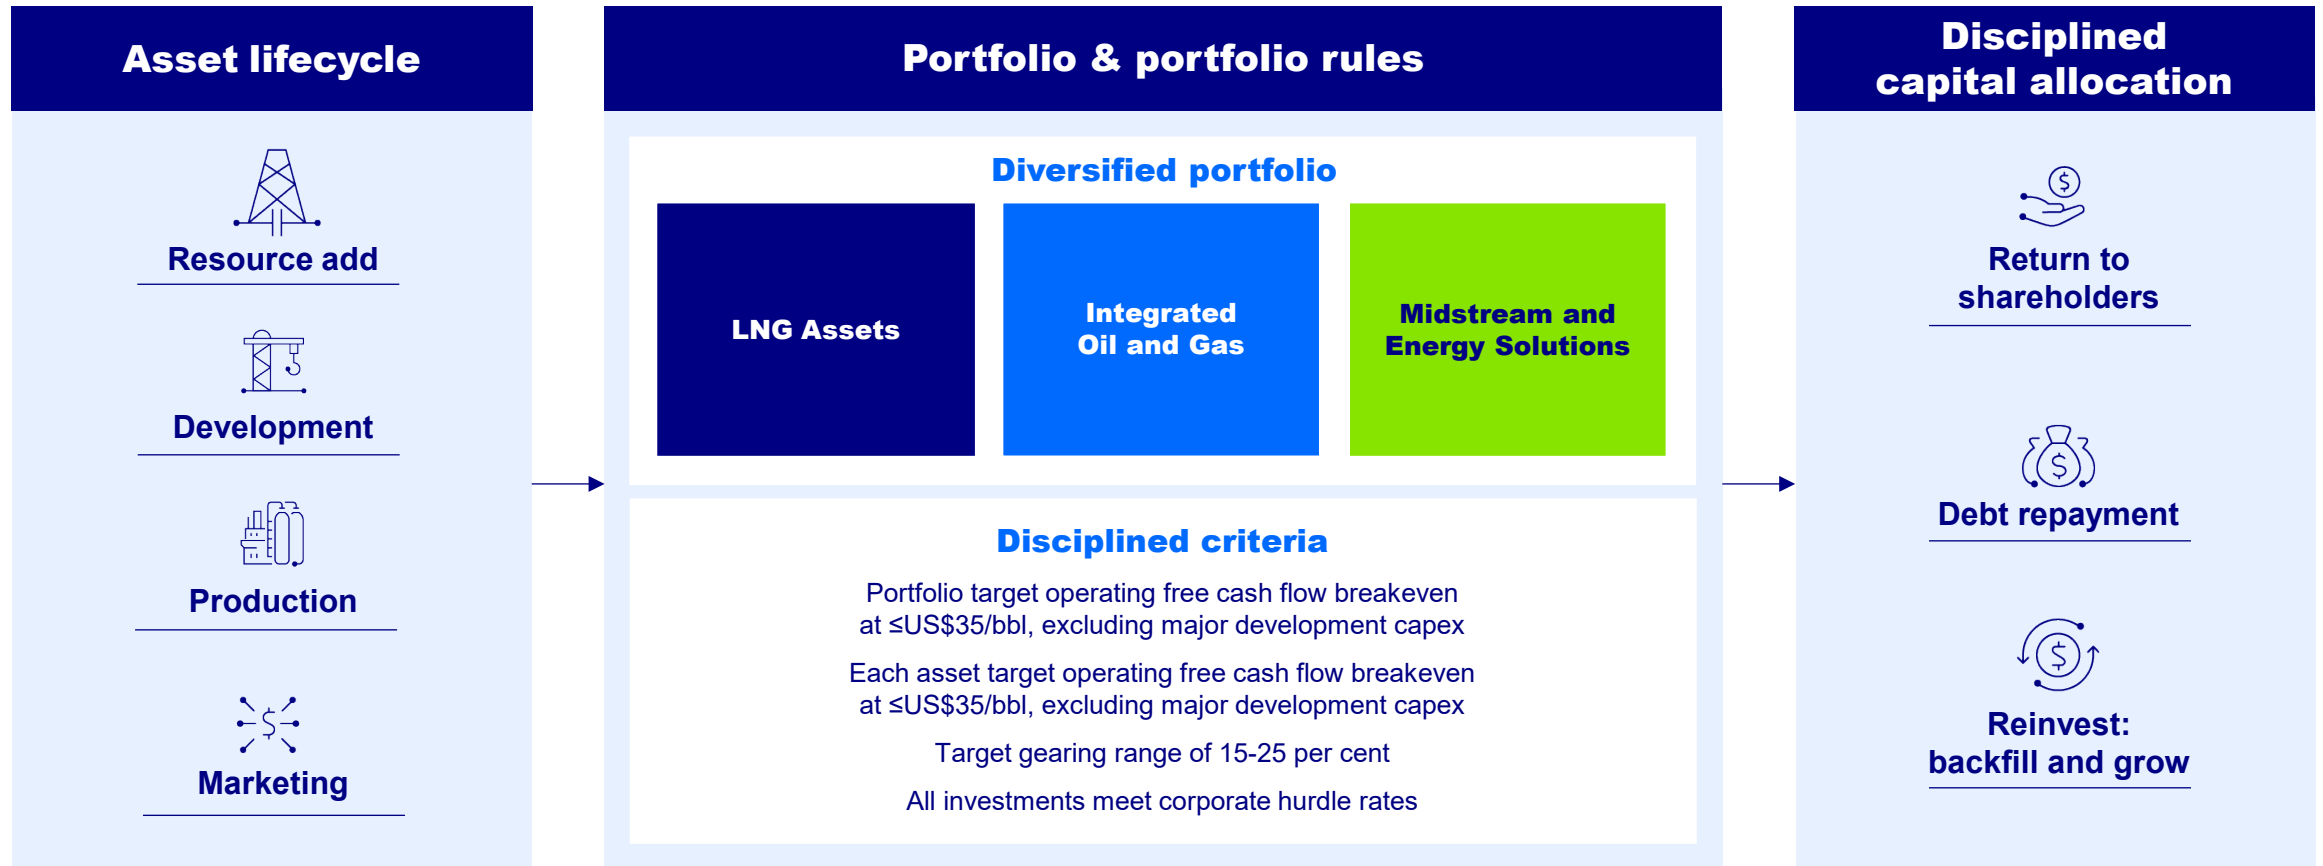 Asset lifecycle
Resource add
Development
Production
Marketing
Portfolio & portfolio rules
Diversified portfolio
LNG Assets
Integrated
Oil and Gas
Midstream and
Energy Solutions
Disciplined criteria
Portfolio target operating free cash flow breakeven
at ≤US$35/bbl, excluding major development capex
Each asset target operating free cash flow breakeven
at ≤US$35/bbl, excluding major development capex
Target gearing range of 15-25 per cent
All investments meet corporate hurdle rates
Disciplined
capital allocation
$
Return to
shareholders
$
Debt repayment
$
Reinvest:
backfill and grow